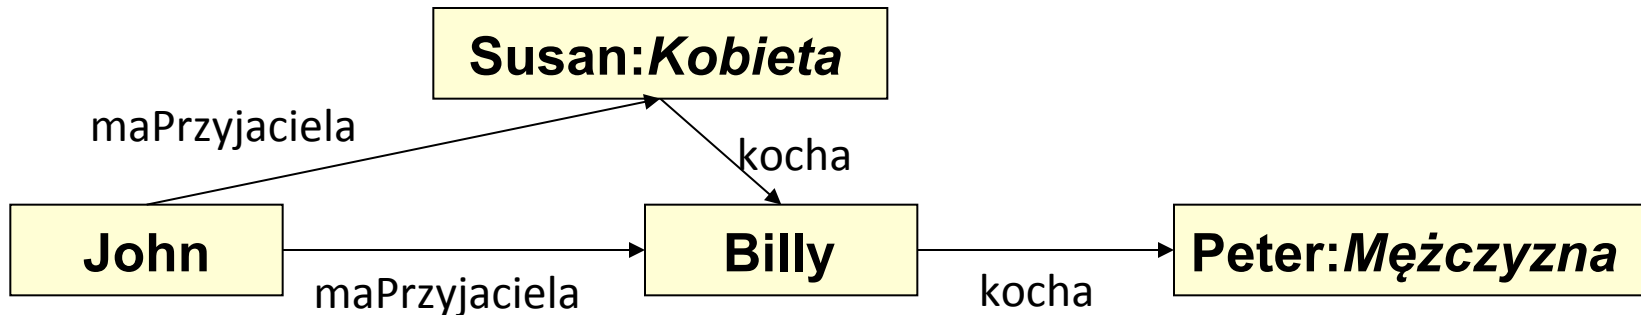 Susan:Kobieta
maPrzyjaciela
kocha
John
Billy
Peter:Mężczyzna
maPrzyjaciela
kocha